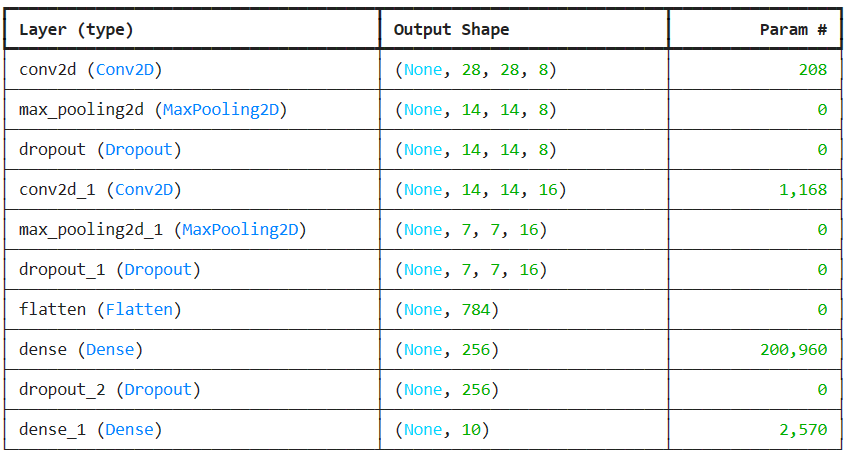 Layer (type) Output Shape Param #
conv2d (Conv2D) (None, 28, 28, 8) 208
max_pooling2d (MaxPooling2D) (None, 14, 14, 8) 0
dropout (Dropout) (None, 14, 14, 8) 0
conv2d_1 (Conv2D) (None, 14, 14, 16) 1,168
max_pooling2d_1 (MaxPooling2D) (None, 7, 7, 16) 0
dropout_1 (Dropout) (None, 7, 7, 16) 0
flatten (Flatten) (None, 784) 0
dense (Dense) (None, 256) 200,960
dropout_2 (Dropout) (None, 256) 0
dense_1 (Dense) (None, 10) 2,570